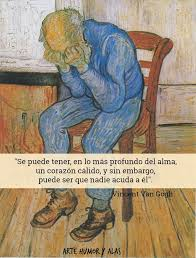 "Se puede tener, en lo más profundo del alma,
un corazón cálido, y sin embargo,
puede ser que nadie acuda a él".
Vincent Van Gogh
ARTE HUMOR Y ALAS